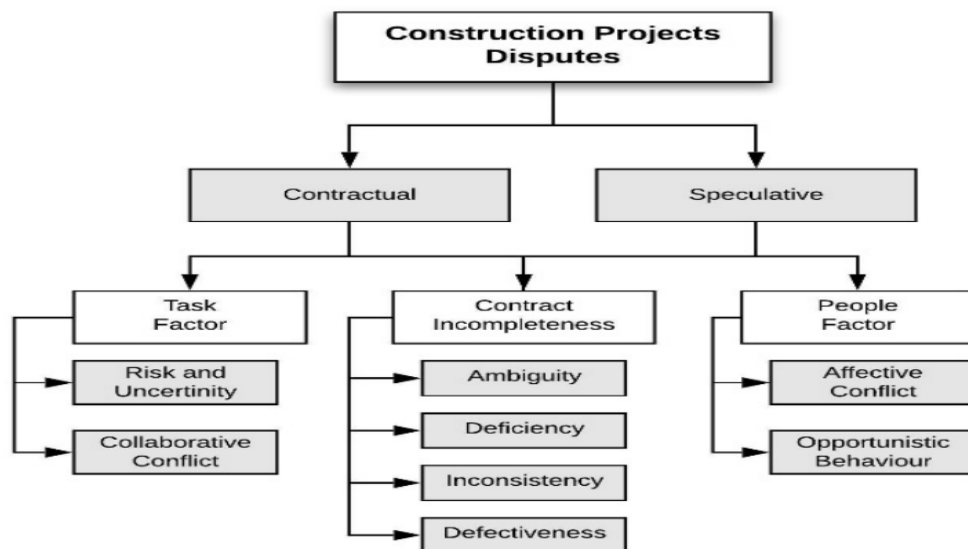 Construction Projects
Disputes
Contractual
Speculative
Task
Factor
Contract
Incompleteness
People
Factor
Risk and
Uncertinity
Collaborative
Conflict
Ambiguity
Deficiency
Inconsistency
Defectiveness
Affective
Conflict
Opportunistic
Behaviour